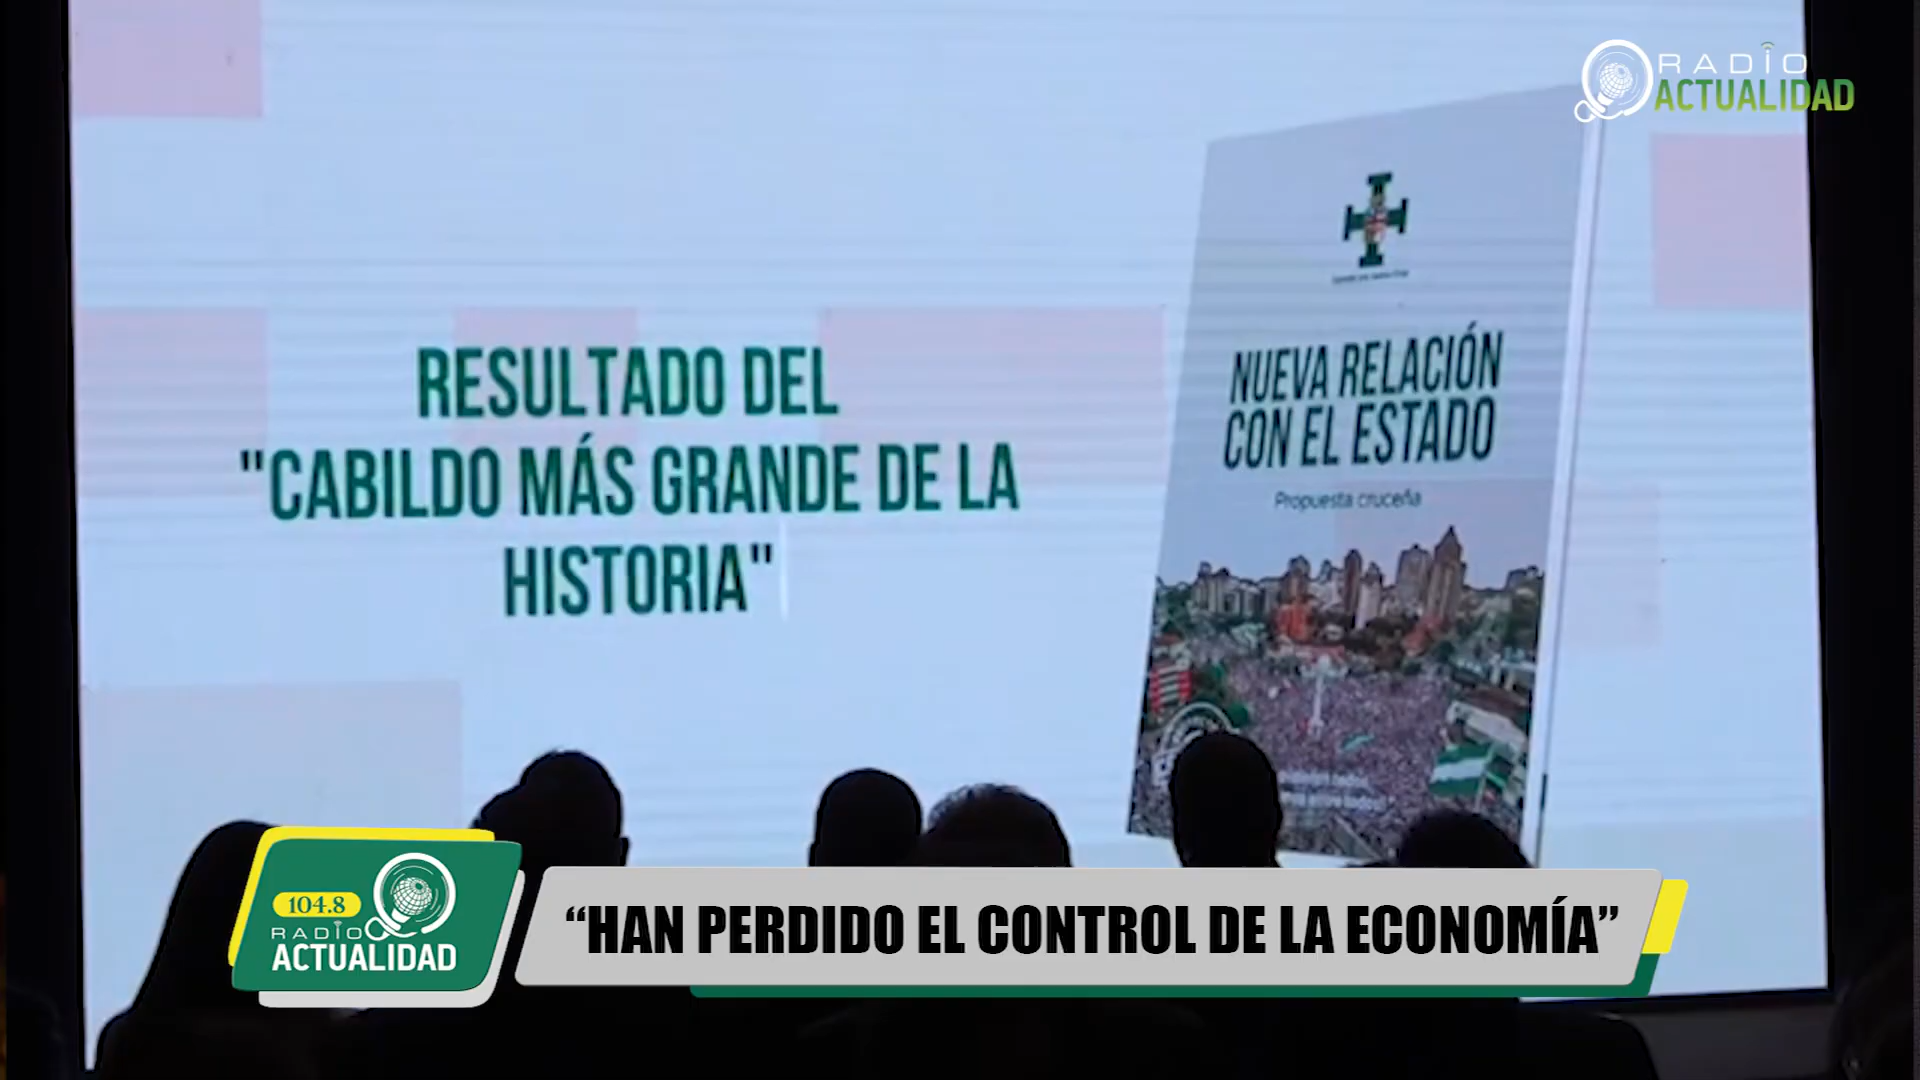 RADIO
ACTUALIDAD
RESULTADO DEL
"CABILDO MÁS GRANDE DE LA
HISTORIA"
NUEVA RELACIÓN
CON EL ESTADO
Propuesta cruceña
104.8
RADIO
ACTUALIDAD
“HAN PERDIDO EL CONTROL DE LA ECONOMÍA”